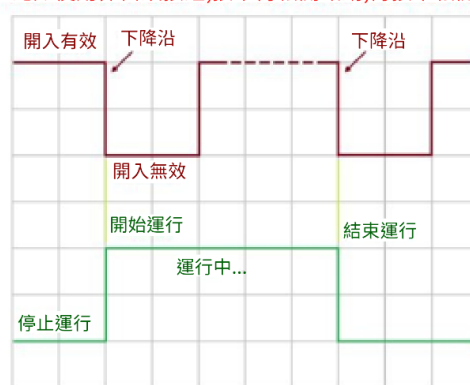 開入有效
下降沿
下降沿
開入無效
開始運行
結束運行
運行中...
停止運行